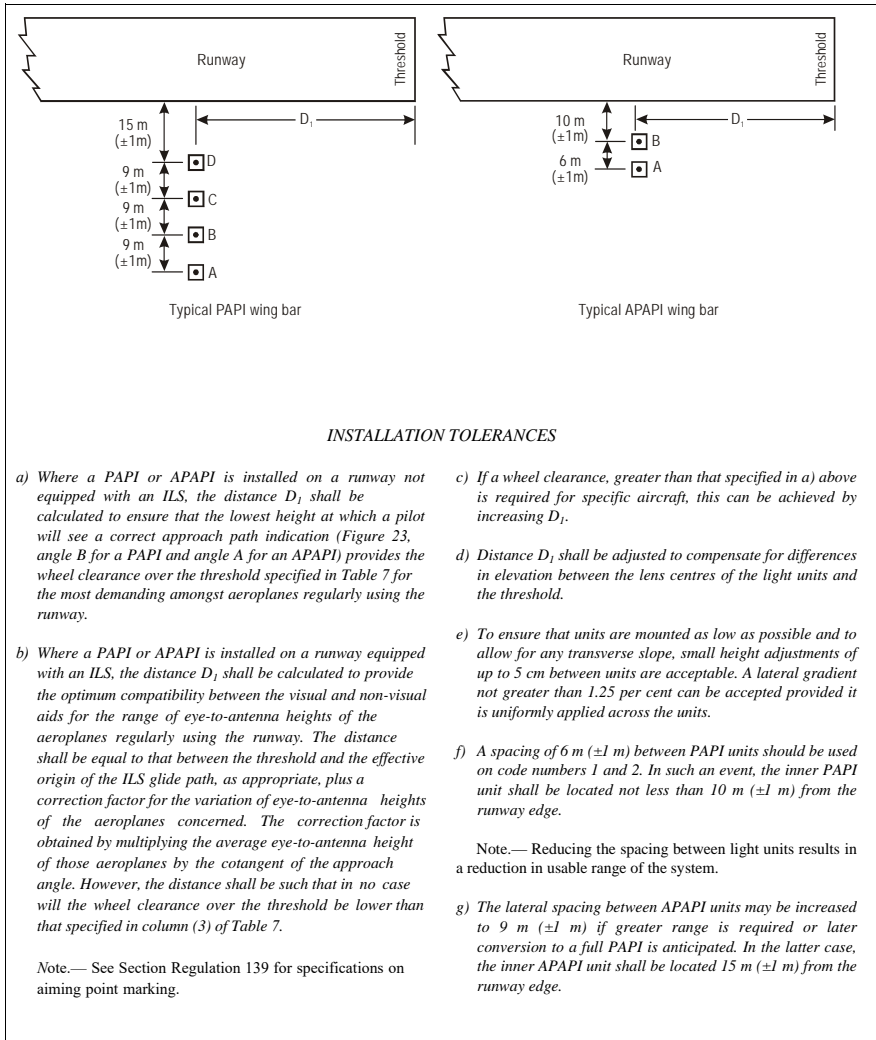 Runway
Threshold
15 m
(±1m)
D1
D
9 m
(±1m)
C
9 m
(±1m)
B
9 m
(±1m)
A
Typical PAPI wing bar
Runway
Threshold
10 m
(±1m)
D1
B
6 m
(±1m)
A
Typical APAPI wing bar
INSTALLATION TOLERANCES
a) Where a PAPI or APAPI is installed on a runway not
equipped with an ILS, the distance D1 shall be
calculated to ensure that the lowest height at which a pilot
will see a correct approach path indication (Figure 23,
angle B for a PAPI and angle A for an APAPI) provides the
wheel clearance over the threshold specified in Table 7 for
the most demanding amongst aeroplanes regularly using the
runway.
b) Where a PAPI or APAPI is installed on a runway equipped
with an ILS, the distance D1 shall be calculated to provide
the optimum compatibility between the visual and non-visual
aids for the range of eye-to-antenna heights of the
aeroplanes regularly using the runway. The distance
shall be equal to that between the threshold and the effective
origin of the ILS glide path, as appropriate, plus a
correction factor for the variation of eye-to-antenna heights
of the aeroplanes concerned. The correction factor is
obtained by multiplying the average eye-to-antenna height
of those aeroplanes by the cotangent of the approach
angle. However, the distance shall be such that in no case
will the wheel clearance over the threshold be lower than
that specified in column (3) of Table 7.
Note.— See Section Regulation 139 for specifications on
aiming point marking.
c) If a wheel clearance, greater than that specified in a) above
is required for specific aircraft, this can be achieved by
increasing D1.
d) Distance D1 shall be adjusted to compensate for differences
in elevation between the lens centres of the light units and
the threshold.
e) To ensure that units are mounted as low as possible and to
allow for any transverse slope, small height adjustments of
up to 5 cm between units are acceptable. A lateral gradient
not greater than 1.25 per cent can be accepted provided it
is uniformly applied across the units.
f) A spacing of 6 m (±1 m) between PAPI units should be used
on code numbers 1 and 2. In such an event, the inner PAPI
unit shall be located not less than 10 m (±1 m) from the
runway edge.
Note.— Reducing the spacing between light units results in
a reduction in usable range of the system.
g) The lateral spacing between APAPI units may be increased
to 9 m (±1 m) if greater range is required or later
conversion to a full PAPI is anticipated. In the latter case,
the inner APAPI unit shall be located 15 m (±1 m) from the
runway edge.